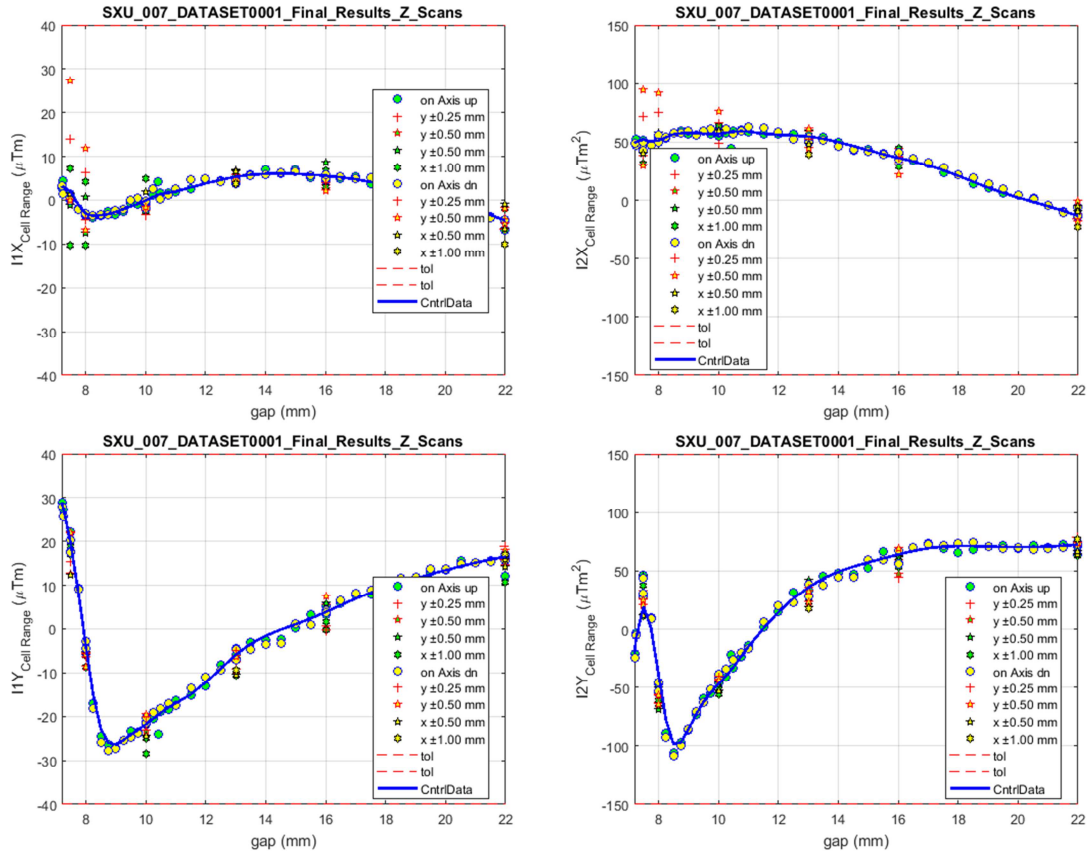 SXU_007_DATASET0001_Final_Results_Z_Scans
40
30
20
10
0
-10
-20
-30
-40
I1X_Cell Range (μTm)
on Axis up
y ±0.25 mm
y ±0.50 mm
x ±0.50 mm
x ±1.00 mm
on Axis dn
y ±0.25 mm
y ±0.50 mm
x ±0.50 mm
x ±1.00 mm
tol
tol
CntrlData
8 10 12 14 16 18 20 22
gap (mm)
SXU_007_DATASET0001_Final_Results_Z_Scans
150
100
50
0
-50
-100
-150
I2X_Cell Range (μTm²)
on Axis up
y ±0.25 mm
y ±0.50 mm
x ±0.50 mm
x ±1.00 mm
on Axis dn
y ±0.25 mm
y ±0.50 mm
x ±0.50 mm
x ±1.00 mm
tol
tol
CntrlData
8 10 12 14 16 18 20 22
gap (mm)
SXU_007_DATASET0001_Final_Results_Z_Scans
40
30
20
10
0
-10
-20
-30
-40
I1Y_Cell Range (μTm)
on Axis up
y ±0.25 mm
y ±0.50 mm
x ±0.50 mm
x ±1.00 mm
on Axis dn
y ±0.25 mm
y ±0.50 mm
x ±0.50 mm
x ±1.00 mm
tol
tol
CntrlData
8 10 12 14 16 18 20 22
gap (mm)
SXU_007_DATASET0001_Final_Results_Z_Scans
150
100
50
0
-50
-100
-150
I2Y_Cell Range (μTm²)
on Axis up
y ±0.25 mm
y ±0.50 mm
x ±0.50 mm
x ±1.00 mm
on Axis dn
y ±0.25 mm
y ±0.50 mm
x ±0.50 mm
x ±1.00 mm
tol
tol
CntrlData
8 10 12 14 16 18 20 22
gap (mm)